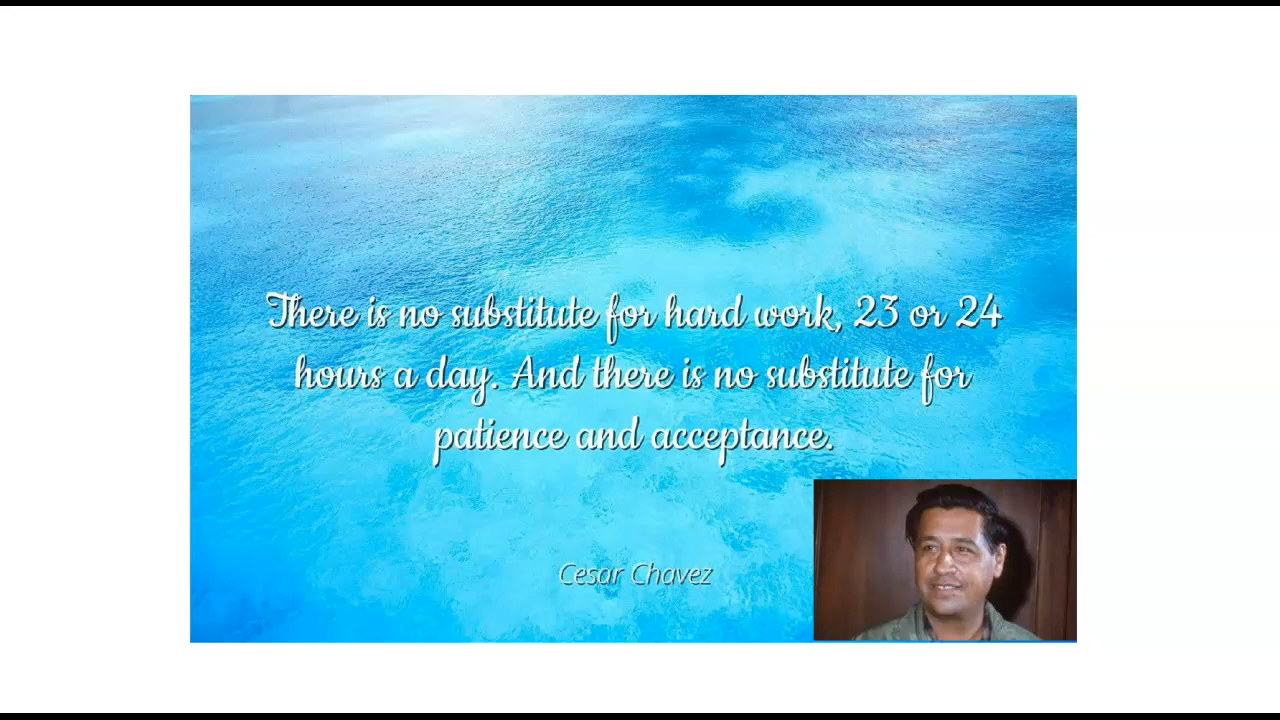 There is no substitute for hard work, 23 or 24
hours a day. And there is no substitute for
patience and acceptance.
Cesar Chavez